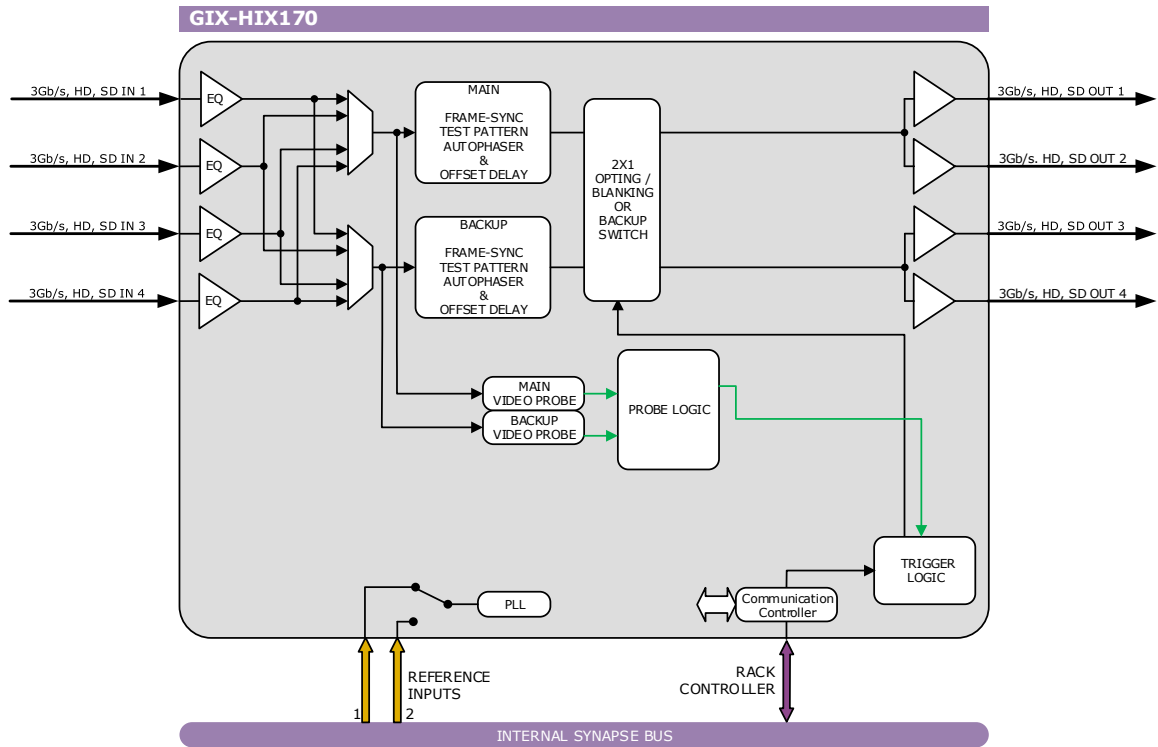 GIX-HIX170
3Gb/s, HD, SD IN 1
3Gb/s, HD, SD IN 2
3Gb/s, HD, SD IN 3
3Gb/s, HD, SD IN 4
EQ
EQ
EQ
EQ
MAIN
FRAME-SYNC
TEST PATTERN
AUTOPHASER
&
OFFSET DELAY
BACKUP
FRAME-SYNC
TEST PATTERN
AUTOPHASER
&
OFFSET DELAY
2X1
OPTING /
BLANKING
OR
BACKUP
SWITCH
3Gb/s, HD, SD OUT 1
3Gb/s. HD, SD OUT 2
3Gb/s, HD, SD OUT 3
3Gb/s, HD, SD OUT 4
MAIN
VIDEO PROBE
BACKUP
VIDEO PROBE
PROBE LOGIC
TRIGGER
LOGIC
PLL
Communication
Controller
REFERENCE
INPUTS
1
2
RACK
CONTROLLER
INTERNAL SYNAPSE BUS